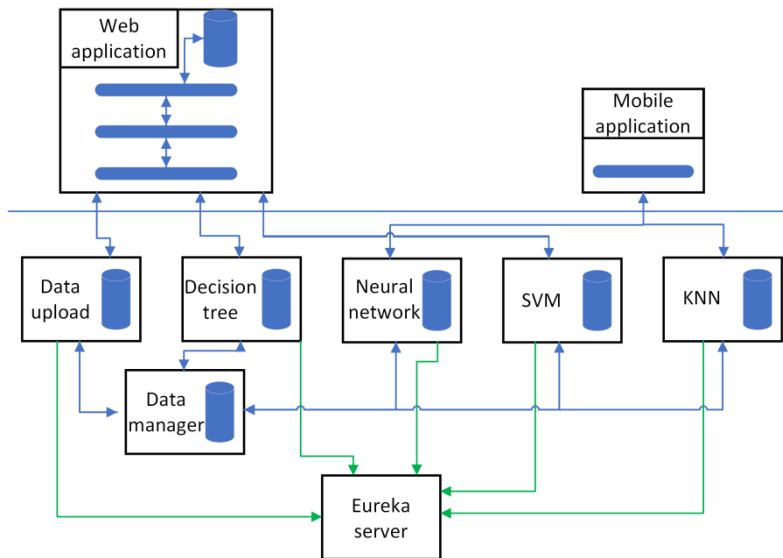 Web
application
Mobile
application
Data
upload
Decision
tree
Neural
network
SVM
KNN
Data
manager
Eureka
server